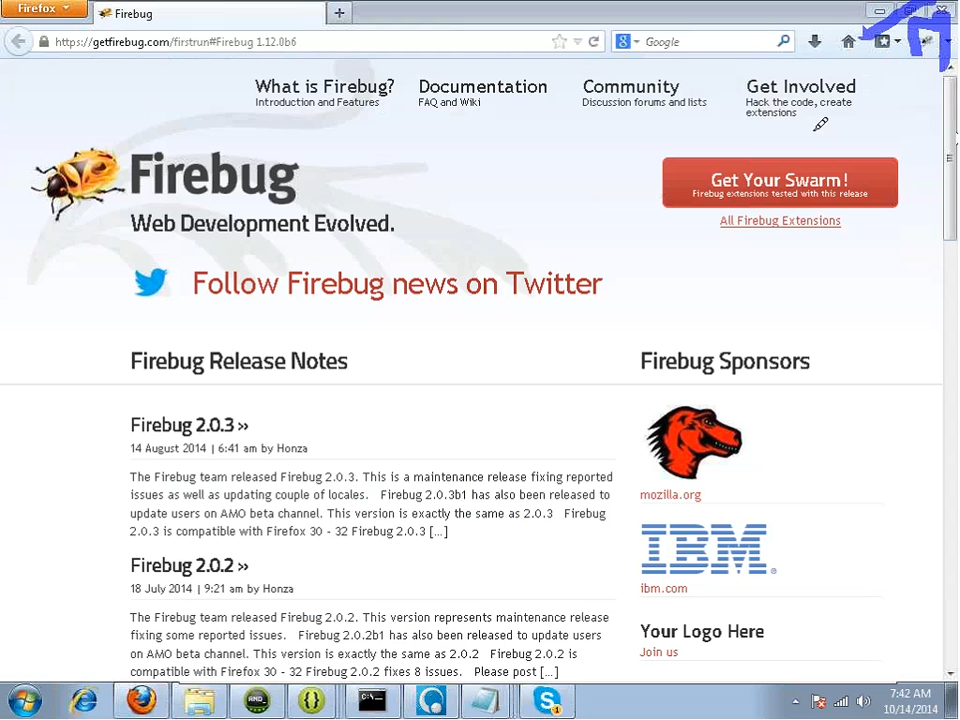 Firefox
Firebug
https://getfirebug.com/firstrun#Firebug 1.12.0b6
Google
What is Firebug?
Introduction and Features
Documentation
FAQ and Wiki
Community
Discussion forums and lists
Get Involved
Hack the code, create
extensions
Firebug
Web Development Evolved.
Get Your Swarm!
Firebug extensions tested with this release
All Firebug Extensions
Follow Firebug news on Twitter
Firebug Release Notes
Firebug 2.0.3 »
14 August 2014 | 6:41 am by Honza
The Firebug team released Firebug 2.0.3. This is a maintenance release fixing reported
issues as well as updating couple of locales.   Firebug 2.0.3b1 has also been released to
update users on AMO beta channel. This version is exactly the same as 2.0.3   Firebug
2.0.3 is compatible with Firefox 30 - 32 Firebug 2.0.3 [...]
Firebug 2.0.2 »
18 July 2014 | 9:21 am by Honza
The Firebug team released Firebug 2.0.2. This version represents maintenance release
fixing some reported issues.   Firebug 2.0.2b1 has also been released to update users
on AMO beta channel. This version is exactly the same as 2.0.2   Firebug 2.0.2 is
compatible with Firefox 30 - 32 Firebug 2.0.2 fixes 8 issues.   Please post [...]
Firebug Sponsors
mozilla.org
IBM
ibm.com
Your Logo Here
Join us
7:42 AM
10/14/2014